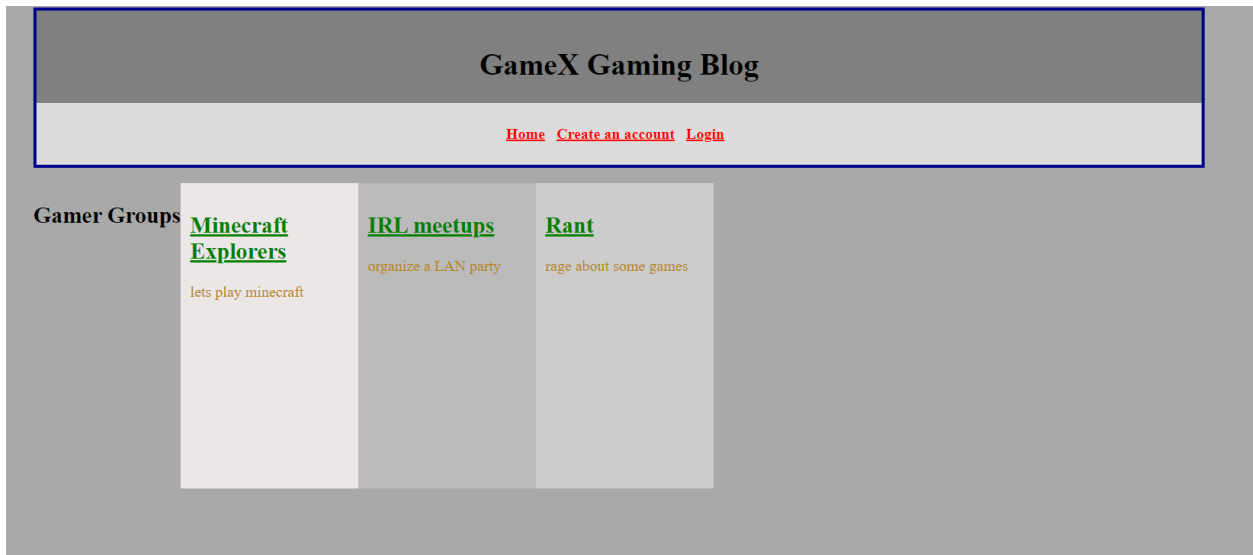 GameX Gaming Blog
Home Create an account Login
Gamer Groups
Minecraft
Explorers
lets play minecraft
IRL meetups
organize a LAN party
Rant
rage about some games